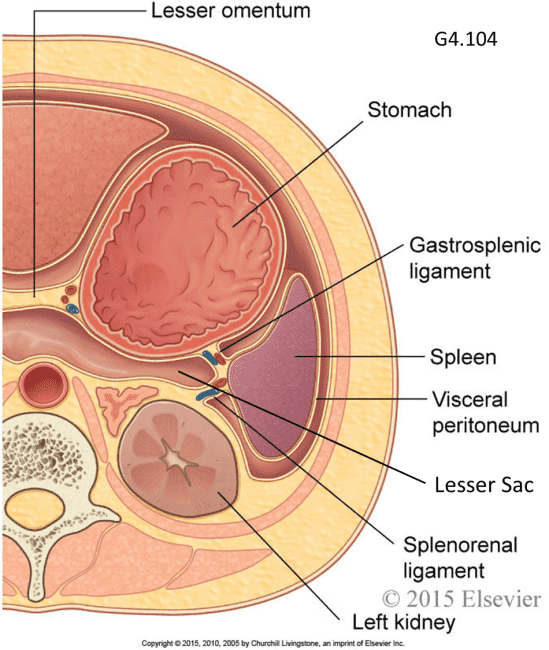 Lesser omentum
G4.104
Stomach
Gastrosplenic
ligament
Spleen
Visceral
peritoneum
Lesser Sac
Splenorenal
ligament
© 2015 Elsevier
Left kidney
Copyright © 2015, 2010, 2005 by Churchill Livingstone, an imprint of Elsevier Inc.